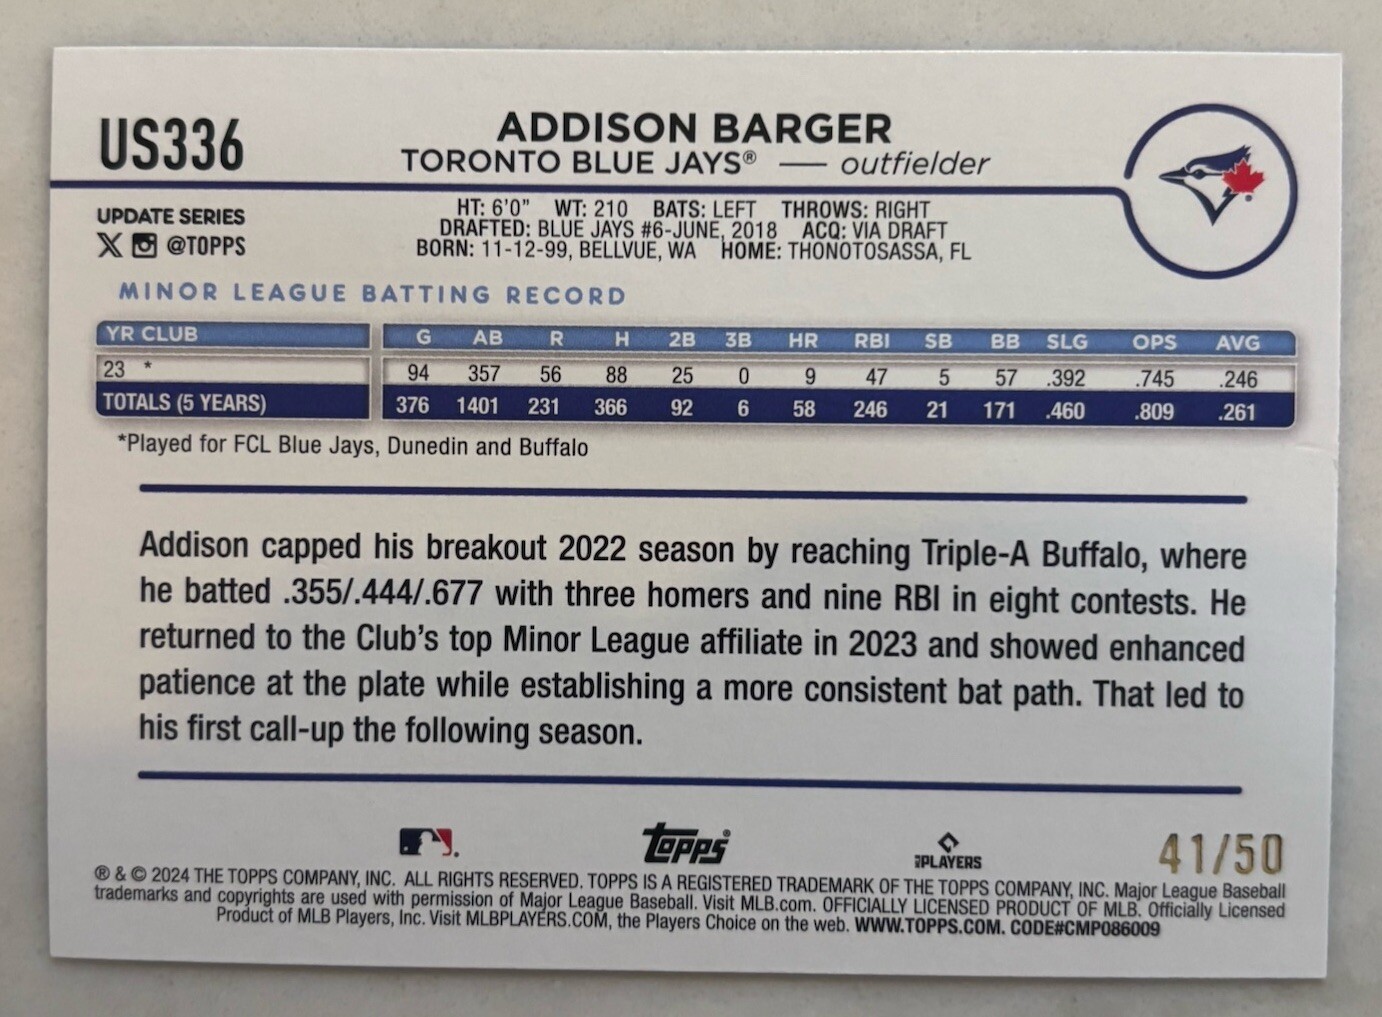 US336
ADDISON BARGER
TORONTO BLUE JAYS® — outfielder
UPDATE SERIES
@TOPPS
HT: 6'0" WT: 210 BATS: LEFT THROWS: RIGHT
DRAFTED: BLUE JAYS #6-JUNE, 2018 ACQ: VIA DRAFT
BORN: 11-12-99, BELLVUE, WA HOME: THONOTOSASSA, FL
MINOR LEAGUE BATTING RECORD
YR CLUB G AB R H 2B 3B HR RBI SB BB SLG OPS AVG
23 * 94 357 56 88 25 0 9 47 5 57 .392 .745 .246
TOTALS (5 YEARS) 376 1401 231 366 92 6 58 246 21 171 .460 .809 .261
*Played for FCL Blue Jays, Dunedin and Buffalo
Addison capped his breakout 2022 season by reaching Triple-A Buffalo, where
he batted .355/.444/.677 with three homers and nine RBI in eight contests. He
returned to the Club's top Minor League affiliate in 2023 and showed enhanced
patience at the plate while establishing a more consistent bat path. That led to
his first call-up the following season.
Topps®
MLB PLAYERS
41/50
® & © 2024 THE TOPPS COMPANY, INC. ALL RIGHTS RESERVED. TOPPS IS A REGISTERED TRADEMARK OF THE TOPPS COMPANY, INC. Major League Baseball
trademarks and copyrights are used with permission of Major League Baseball. Visit MLB.com. OFFICIALLY LICENSED PRODUCT OF MLB. Officially Licensed
Product of MLB Players, Inc. Visit MLBPLAYERS.COM, the Players Choice on the web. WWW.TOPPS.COM. CODE#CMP086009